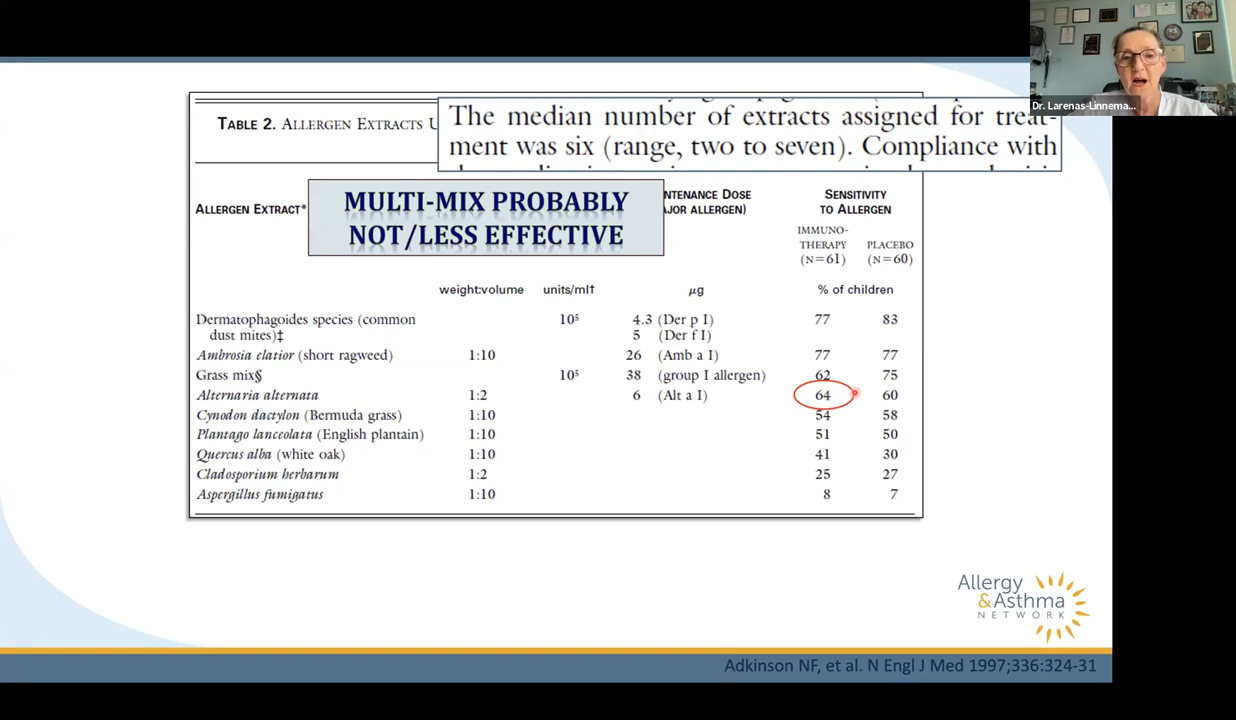 Dr. Larenas-Linnema...
The median number of extracts assigned for treat-
ment was six (range, two to seven). Compliance with
TABLE 2. ALLERGEN EXTRACTS U
MULTI-MIX PROBABLY
NOT/LESS EFFECTIVE
ALLERGEN EXTRACT*
NTENANCE DOSE
AJOR ALLERGEN)
SENSITIVITY
TO ALLERGEN
IMMUNO-
THERAPY
(N=61)
PLACEBO
(N=60)
weight:volume units/ml† µg % of children
Dermatophagoides species (common
dust mites)‡ 10⁵ 4.3 (Der p I) 77 83
5 (Der f I)
Ambrosia elatior (short ragweed) 1:10 26 (Amb a I) 77 77
Grass mix§ 10⁵ 38 (group I allergen) 62 75
Alternaria alternata 1:2 6 (Alt a I) 64 60
Cynodon dactylon (Bermuda grass) 1:10 54 58
Plantago lanceolata (English plantain) 1:10 51 50
Quercus alba (white oak) 1:10 41 30
Cladosporium herbarum 1:2 25 27
Aspergillus fumigatus 1:10 8 7
Allergy
&Asthma
NETWORK
Adkinson NF, et al. N Engl J Med 1997;336:324-31